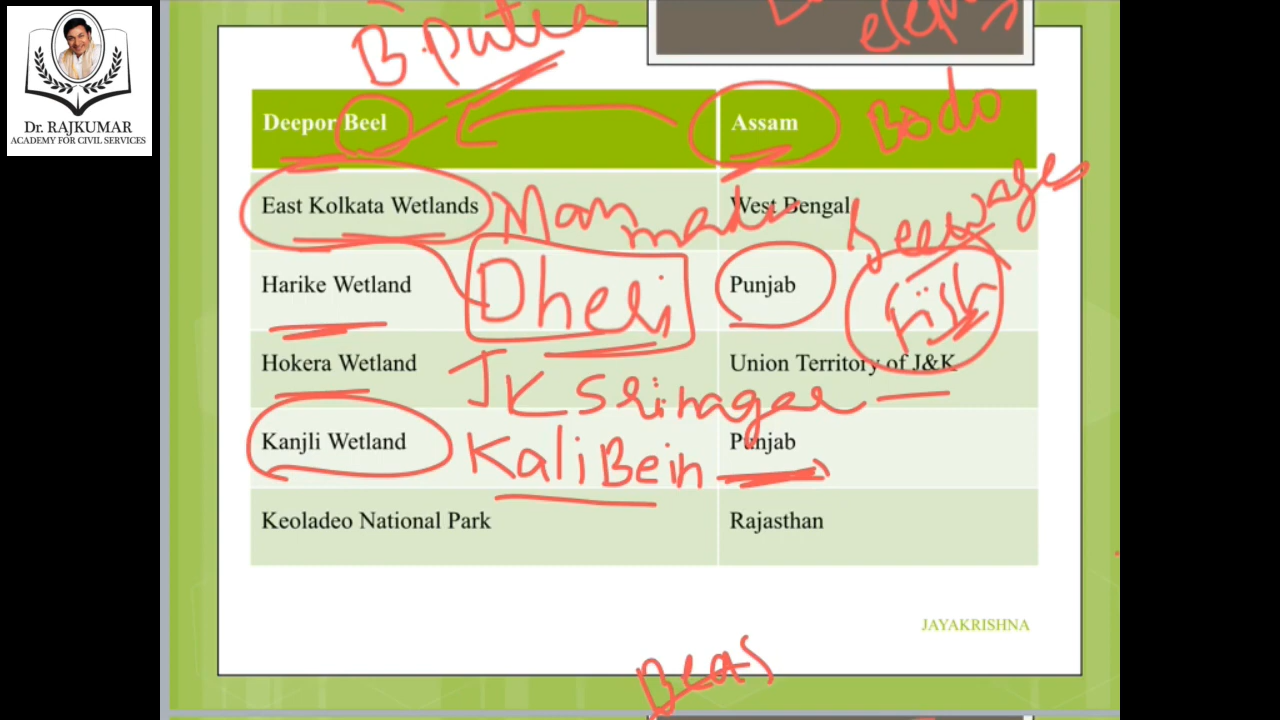 Dr. RAJKUMAR
ACADEMY FOR CIVIL SERVICES
B.Putra
Deepor Beel Assam Bodo
East Kolkata Wetlands Man made West Bengal Seewages
Harike Wetland Dheri Punjab fish
Hokera Wetland JK Srinagar Union Territory of J&K
Kanjli Wetland Kali Bein Punjab
Keoladeo National Park Rajasthan
JAYAKRISHNA
Beas